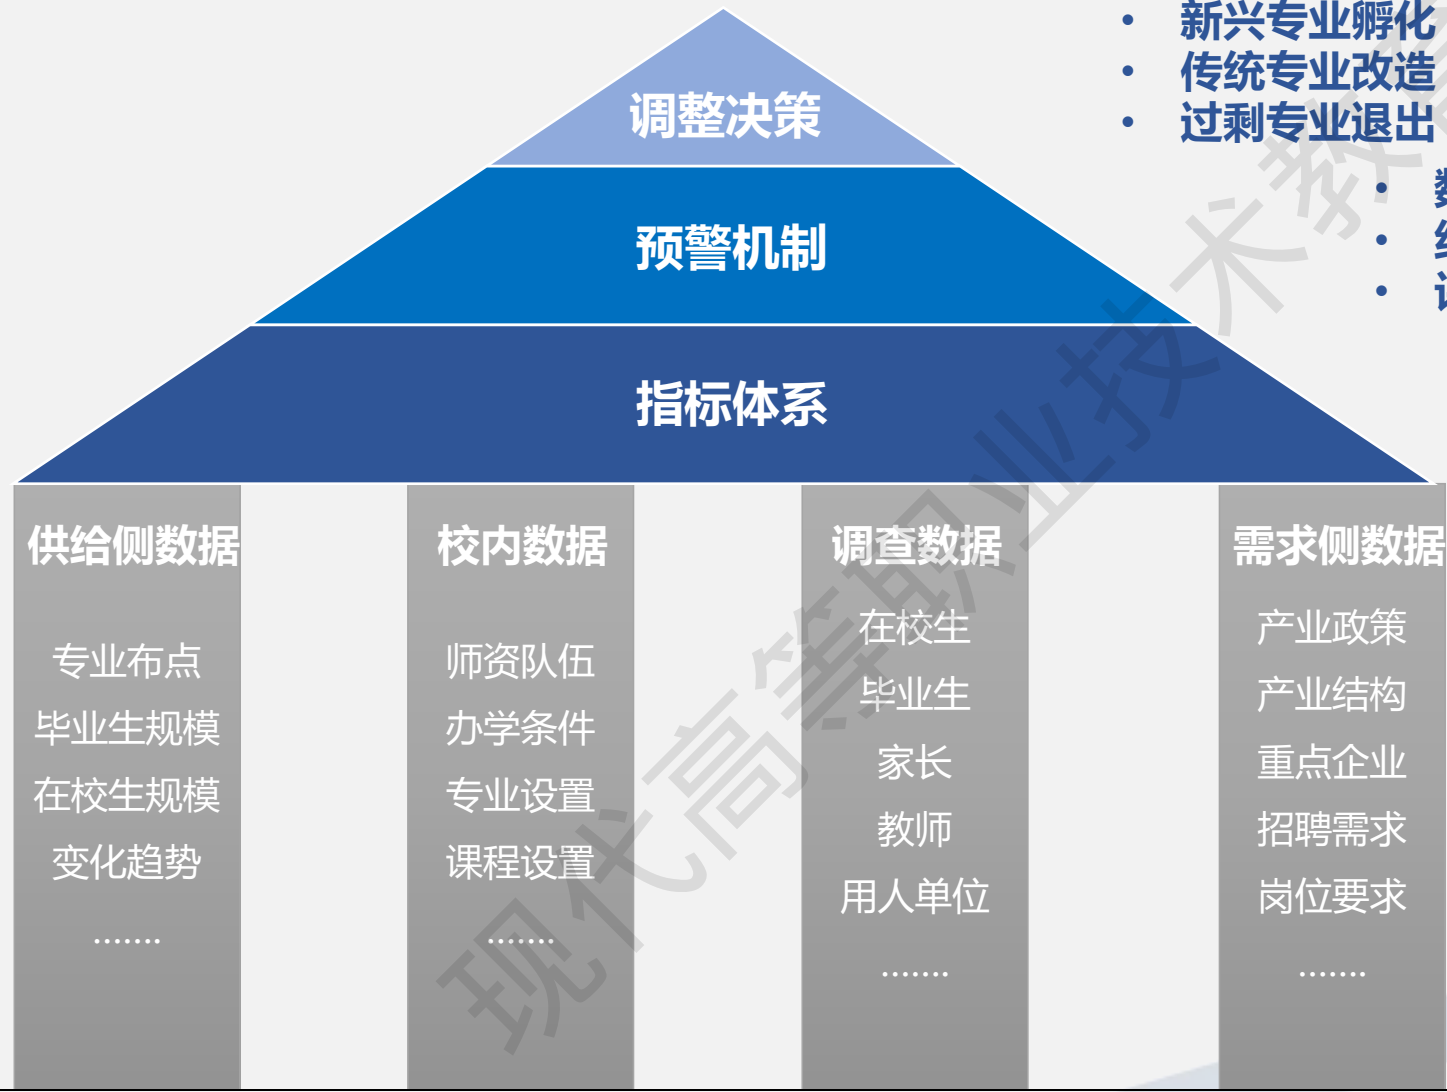 • 新兴专业孵化
• 传统专业改造
• 过剩专业退出
调整决策
预警机制
指标体系
供给侧数据
专业布点
毕业生规模
在校生规模
变化趋势
.......
校内数据
师资队伍
办学条件
专业设置
课程设置
.......
调查数据
在校生
毕业生
家长
教师
用人单位
.......
需求侧数据
产业政策
产业结构
重点企业
招聘需求
岗位要求
.......
现代高等职业技术教育